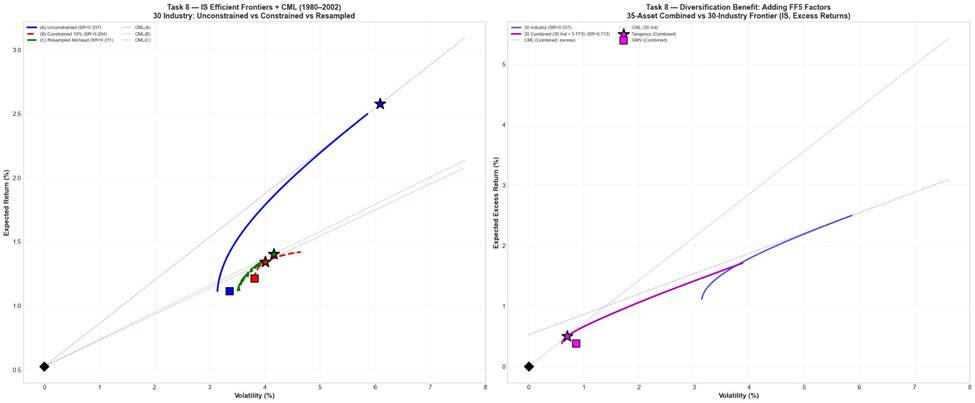 Task 8 — IS Efficient Frontiers + CML (1980–2002)
30 Industry: Unconstrained vs Constrained vs Resampled
(A) Unconstrained (SR=0.337)
(B) Constrained 10% (SR=0.204)
(C) Resampled Michaud (SR=0.211)
CML(A)
CML(B)
CML(C)
Expected Return (%)
3.0
2.5
2.0
1.5
1.0
0.5
0
1
2
3
4
5
6
7
8
Volatility (%)
Task 8 — Diversification Benefit: Adding FF5 Factors
35-Asset Combined vs 30-Industry Frontier (IS, Excess Returns)
30 Industry (SR=0.337)
35 Combined (30 Ind + 5 FF5) (SR=0.713)
CML (Combined, excess)
CML (30 Ind)
Tangency (Combined)
GMV (Combined)
Expected Excess Return (%)
5
4
3
2
1
0
0
1
2
3
4
5
6
7
8
Volatility (%)